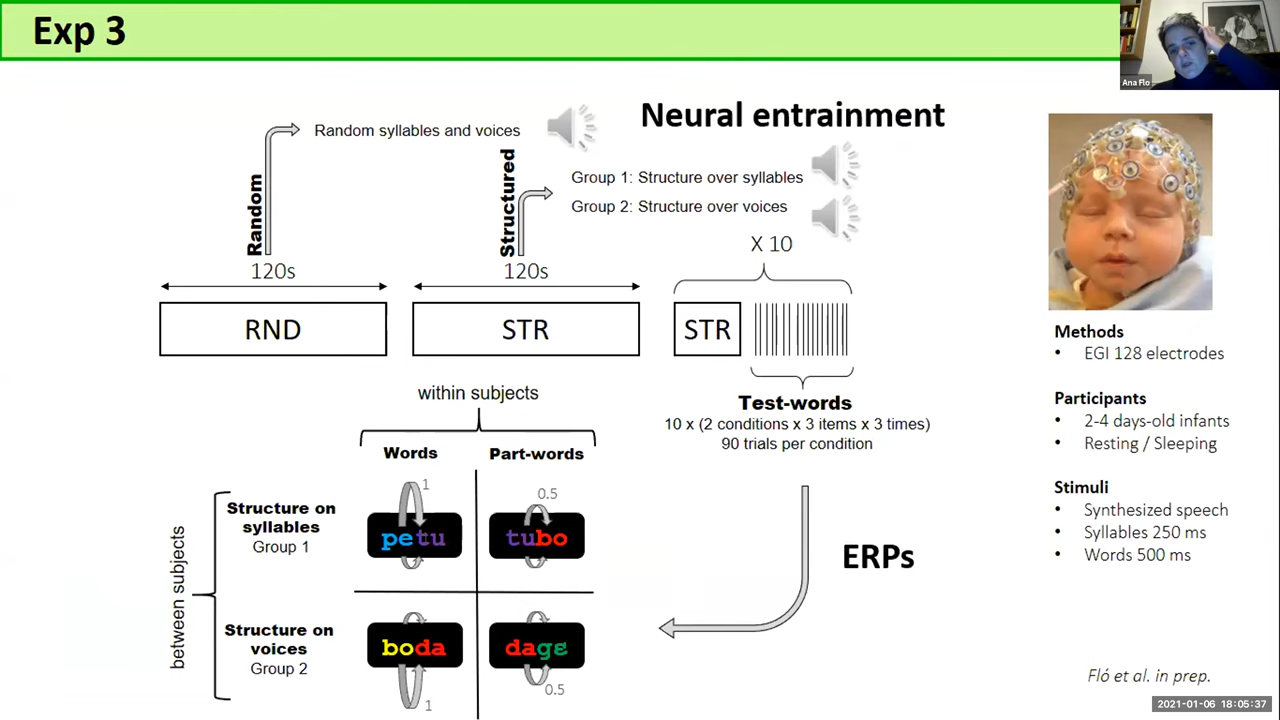 Exp 3
Ana Flo
Neural entrainment
Random syllables and voices
Random
Structured
Group 1: Structure over syllables
Group 2: Structure over voices
X 10
120s
120s
RND
STR
STR
within subjects
Test-words
10 x (2 conditions x 3 items x 3 times)
90 trials per condition
Words
Part-words
between subjects
Structure on
syllables
Group 1
1
petu
0.5
tubo
ERPs
Structure on
voices
Group 2
boda
1
dagɛ
0.5
Methods
• EGI 128 electrodes
Participants
• 2-4 days-old infants
• Resting / Sleeping
Stimuli
• Synthesized speech
• Syllables 250 ms
• Words 500 ms
Fló et al. in prep.
2021-01-06 18:05:37